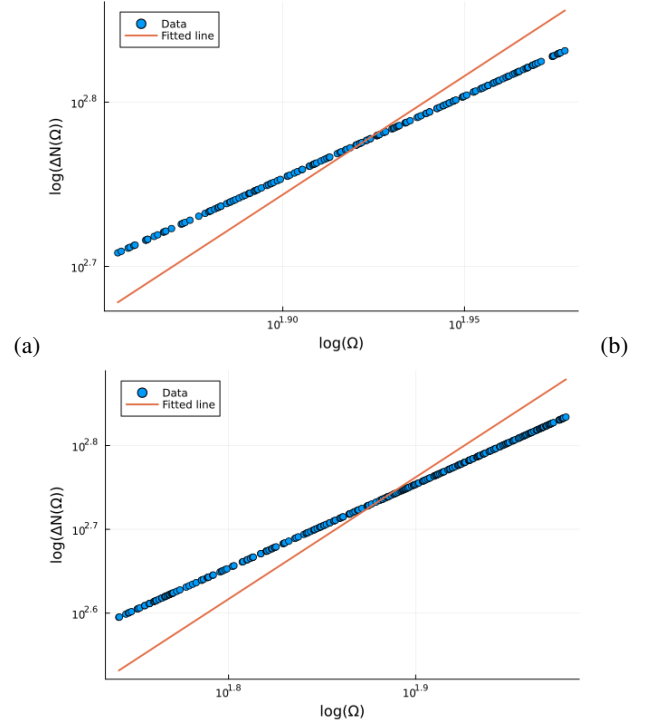 Data
Fitted line
log(ΔN(Ω))
10^2.8
10^2.7
10^1.90
10^1.95
log(Ω)
(a)
(b)
Data
Fitted line
log(ΔN(Ω))
10^2.8
10^2.7
10^2.6
10^1.8
10^1.9
log(Ω)